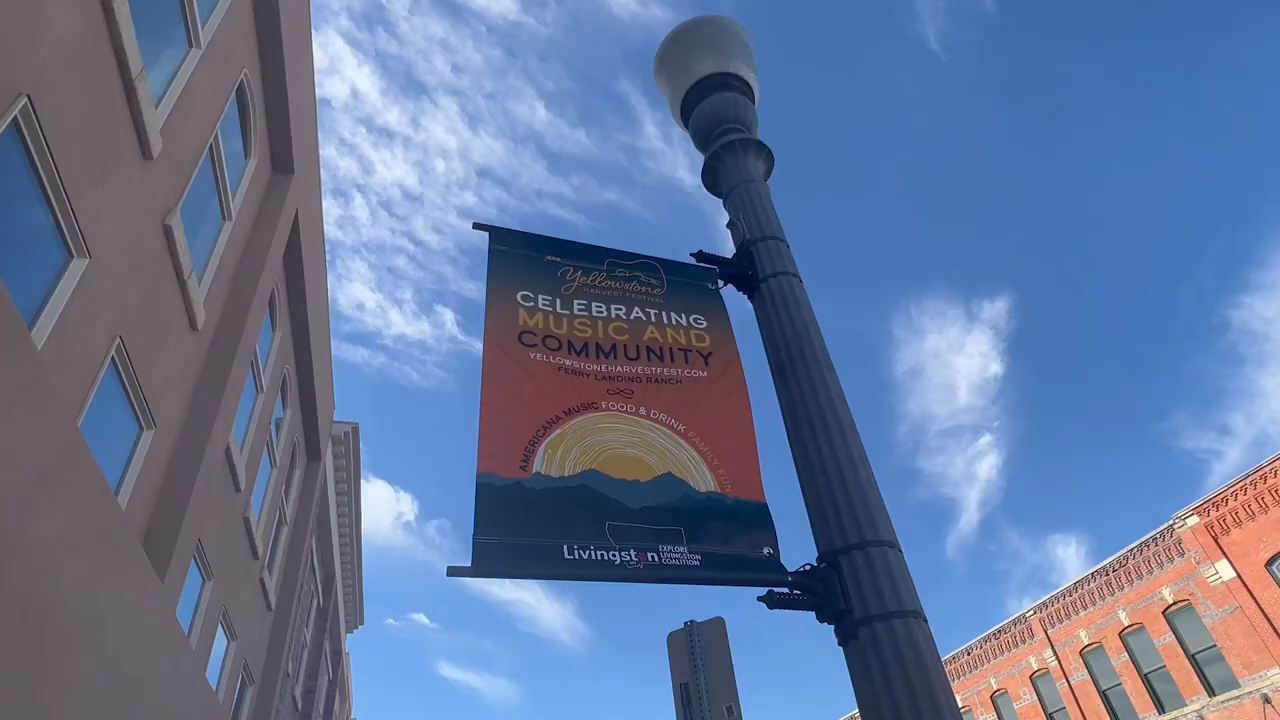 Yellowstone
HARVEST FESTIVAL
CELEBRATING
MUSIC AND
COMMUNITY
YELLOWSTONEHARVESTFEST.COM
FERRY LANDING RANCH
AMERICANA MUSIC FOOD & DRINK FAMILY FUN
Livingston
EXPLORE
LIVINGSTON
COALITION